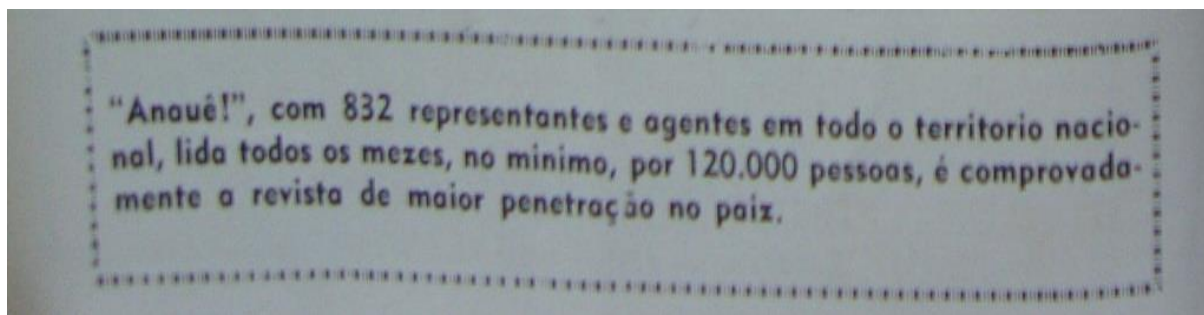 "Anauê!", com 832 representantes e agentes em todo o territorio nacio-
nal, lida todos os mezes, no minimo, por 120.000 pessoas, é comprovada-
mente a revista de maior penetração no paiz.